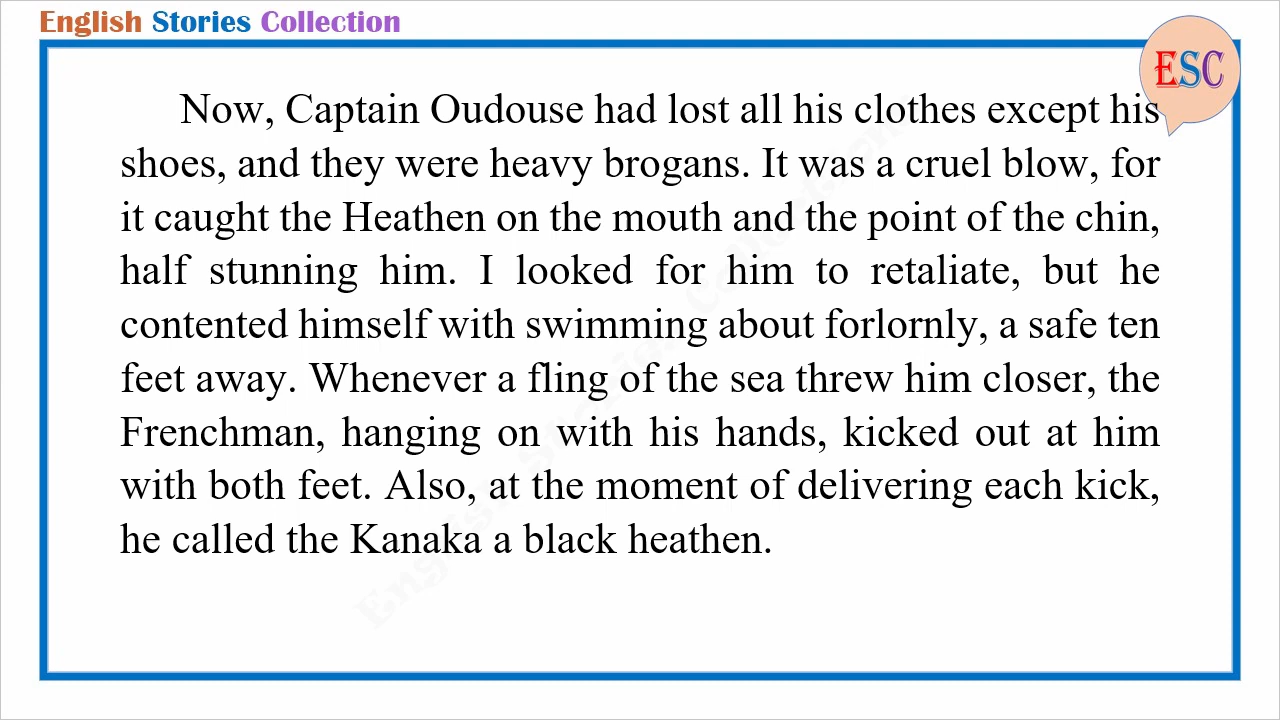 English Stories Collection
ESC
Now, Captain Oudouse had lost all his clothes except his
shoes, and they were heavy brogans. It was a cruel blow, for
it caught the Heathen on the mouth and the point of the chin,
half stunning him. I looked for him to retaliate, but he
contented himself with swimming about forlornly, a safe ten
feet away. Whenever a fling of the sea threw him closer, the
Frenchman, hanging on with his hands, kicked out at him
with both feet. Also, at the moment of delivering each kick,
he called the Kanaka a black heathen.
English Stories Collection